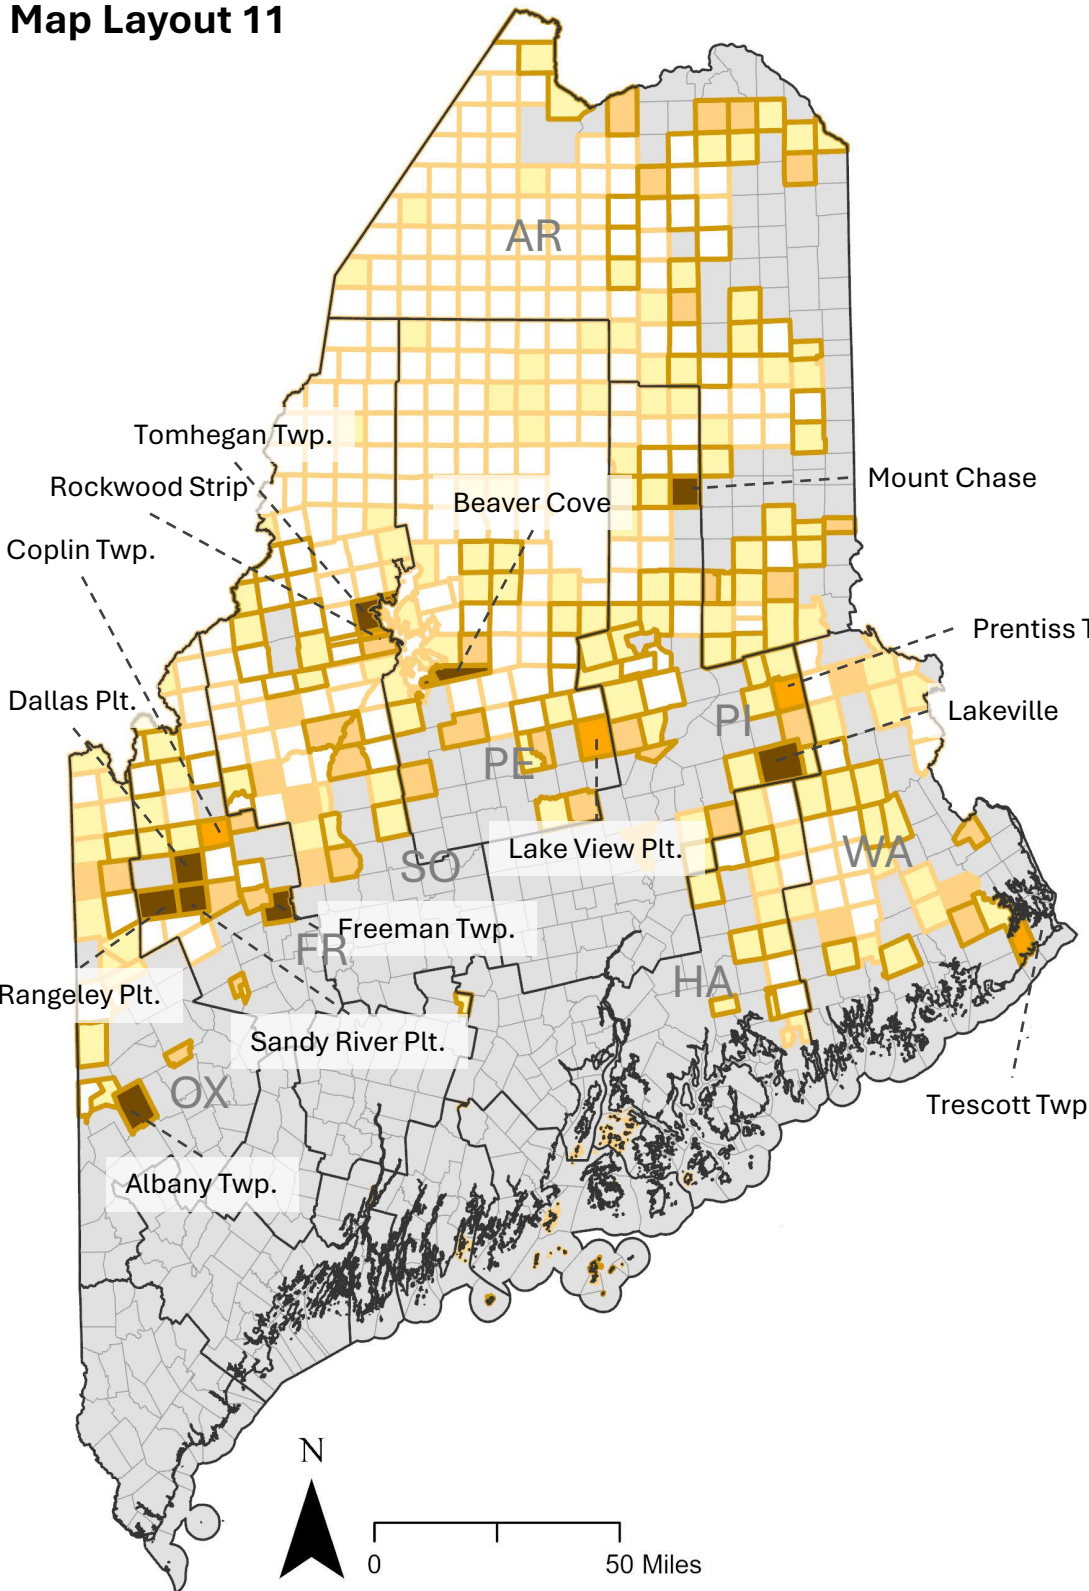 Map Layout 11
AR
Tomhegan Twp.
Rockwood Strip
Beaver Cove
Mount Chase
Coplin Twp.
Prentiss T
Dallas Plt.
Lakeville
PI
PE
Lake View Plt.
WA
SO
Freeman Twp.
FR
HA
Rangeley Plt.
Sandy River Plt.
OX
Trescott Twp
Albany Twp.
N
0 50 Miles